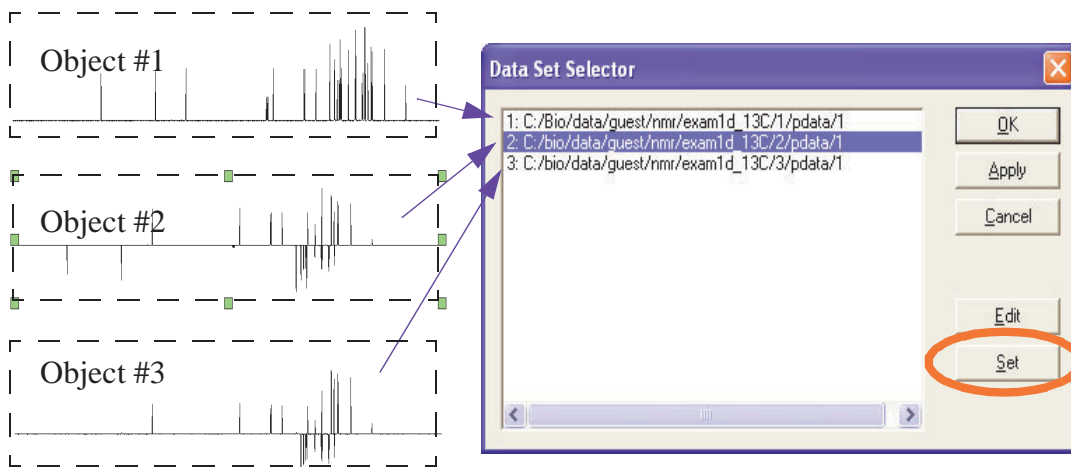 Object #1
Object #2
Object #3
Data Set Selector
1: C:/Bio/data/guest/nmr/exam1d_13C/1/pdata/1
2: C:/bio/data/guest/nmr/exam1d_13C/2/pdata/1
3: C:/bio/data/guest/nmr/exam1d_13C/3/pdata/1
OK
Apply
Cancel
Edit
Set